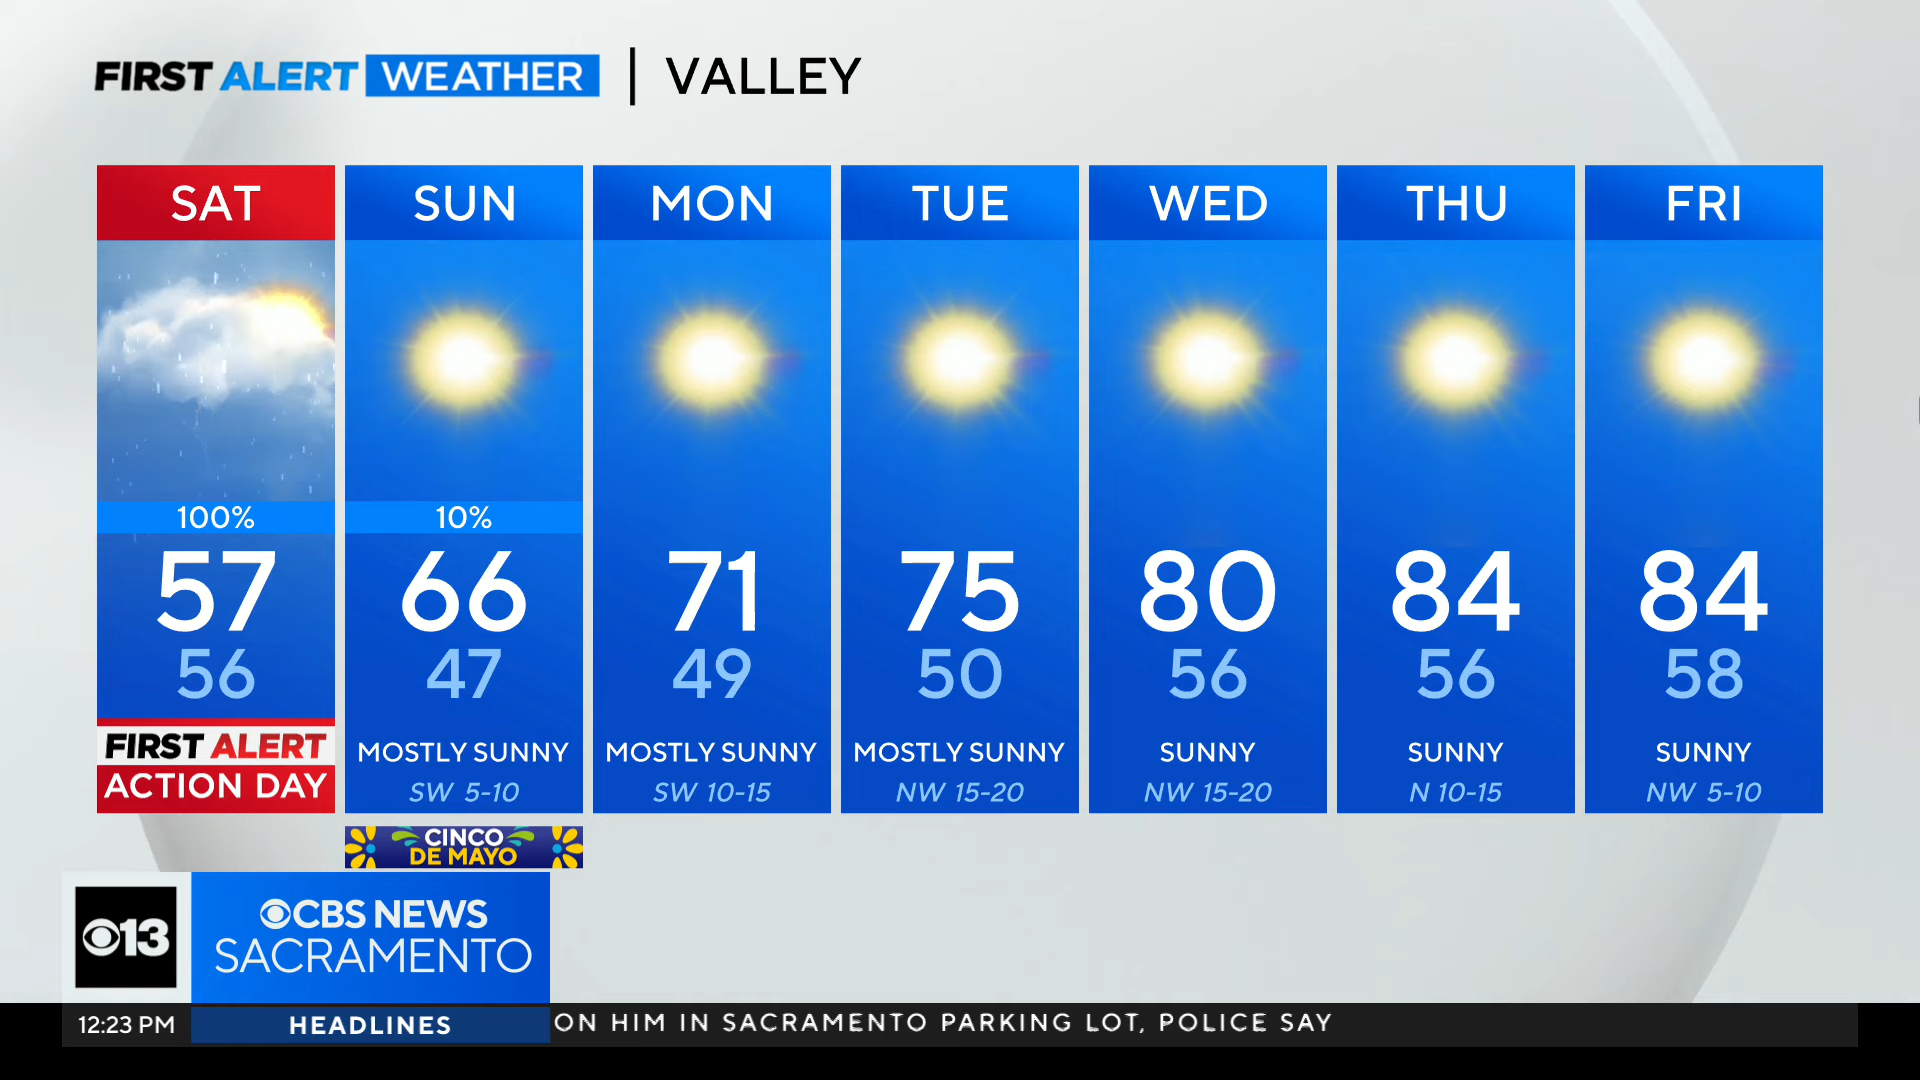 FIRST ALERT WEATHER | VALLEY
SAT
100%
57
56
FIRST ALERT
ACTION DAY
SUN
10%
66
47
MOSTLY SUNNY
SW 5-10
CINCO
DE MAYO
MON
71
49
MOSTLY SUNNY
SW 10-15
TUE
75
50
MOSTLY SUNNY
NW 15-20
WED
80
56
SUNNY
NW 15-20
THU
84
56
SUNNY
N 10-15
FRI
84
58
SUNNY
NW 5-10
13
CBS NEWS
SACRAMENTO
12:23 PM
HEADLINES
ON HIM IN SACRAMENTO PARKING LOT, POLICE SAY